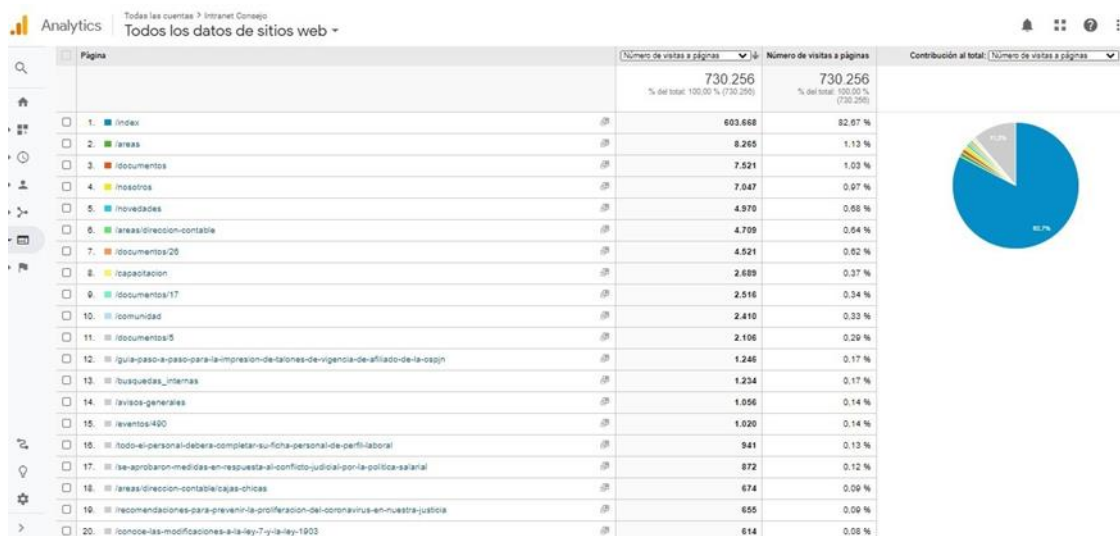 Analytics
Todas las cuentas > Intranet Consejo
Todos los datos de sitios web
Página
Número de visitas a páginas
Número de visitas a páginas
Contribución al total: Número de visitas a páginas
730.256
% del total: 100,00 % (730.256)
730.256
% del total: 100,00 %
(730.256)
1. /index 603.668 82,67 %
2. /areas 8.265 1,13 %
3. /documentos 7.521 1,03 %
4. /nosotros 7.047 0,97 %
5. /novedades 4.970 0,68 %
6. /areas/direccion-contable 4.709 0,64 %
7. /documentos/26 4.521 0,62 %
8. /capacitacion 2.689 0,37 %
9. /documentos/17 2.516 0,34 %
10. /comunidad 2.410 0,33 %
11. /documentos/5 2.106 0,29 %
12. /guia-paso-a-paso-para-la-impresion-de-talones-de-vigencia-de-afiliado-de-la-ospjn 1.246 0,17 %
13. /busquedas_internas 1.234 0,17 %
14. /avisos-generales 1.056 0,14 %
15. /eventos/490 1.020 0,14 %
16. /todo-el-personal-debera-completar-su-ficha-personal-de-perfil-laboral 941 0,13 %
17. /se-aprobaron-medidas-en-respuesta-al-conflicto-judicial-por-la-politica-salarial 872 0,12 %
18. /areas/direccion-contable/cajas-chicas 674 0,09 %
19. /recomendaciones-para-prevenir-la-proliferacion-del-coronavirus-en-nuestra-justicia 655 0,09 %
20. /conoce-las-modificaciones-a-la-ley-7-y-la-ley-1903 614 0,08 %
82,7%